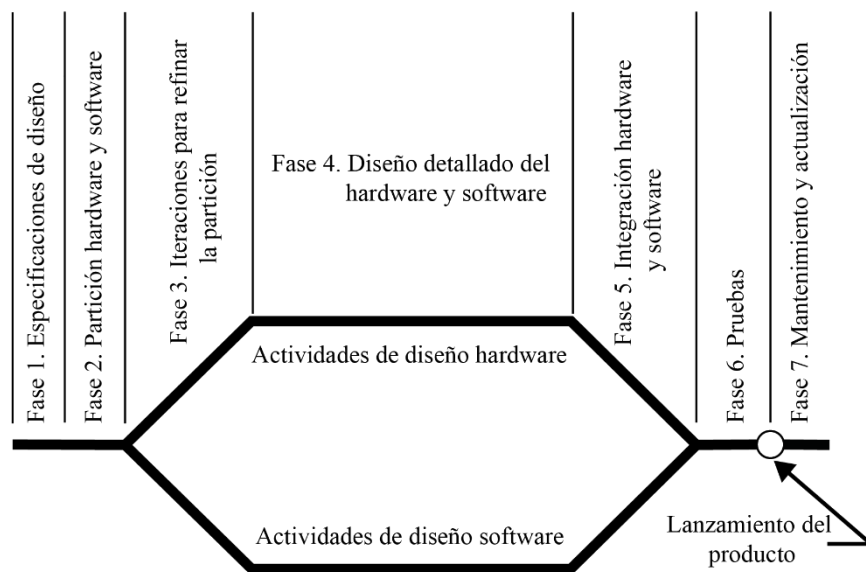 Fase 1. Especificaciones de diseño
Fase 2. Partición hardware y software
Fase 3. Iteraciones para refinar
la partición
Fase 4. Diseño detallado del
hardware y software
Fase 5. Integración hardware
y software
Fase 6. Pruebas
Fase 7. Mantenimiento y actualización
Actividades de diseño hardware
Actividades de diseño software
Lanzamiento del
producto